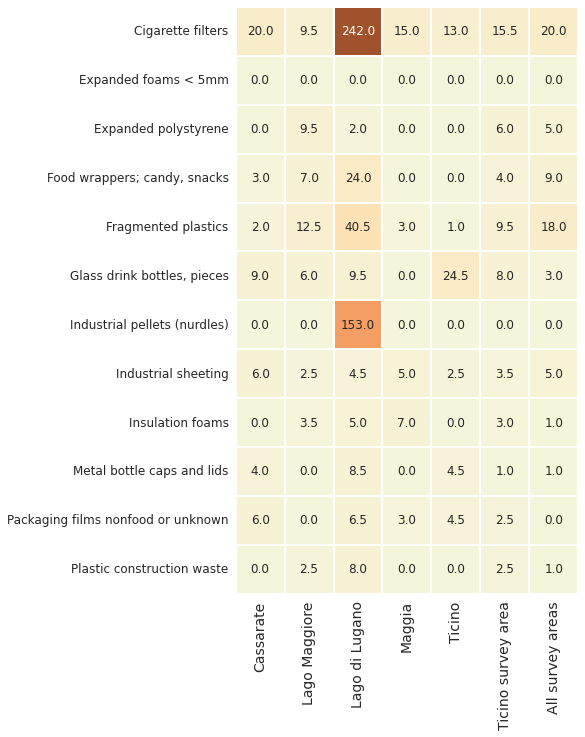 Cigarette filters 20.0 9.5 242.0 15.0 13.0 15.5 20.0
Expanded foams < 5mm 0.0 0.0 0.0 0.0 0.0 0.0 0.0
Expanded polystyrene 0.0 9.5 2.0 0.0 0.0 6.0 5.0
Food wrappers; candy, snacks 3.0 7.0 24.0 0.0 0.0 4.0 9.0
Fragmented plastics 2.0 12.5 40.5 3.0 1.0 9.5 18.0
Glass drink bottles, pieces 9.0 6.0 9.5 0.0 24.5 8.0 3.0
Industrial pellets (nurdles) 0.0 0.0 153.0 0.0 0.0 0.0 0.0
Industrial sheeting 6.0 2.5 4.5 5.0 2.5 3.5 5.0
Insulation foams 0.0 3.5 5.0 7.0 0.0 3.0 1.0
Metal bottle caps and lids 4.0 0.0 8.5 0.0 4.5 1.0 1.0
Packaging films nonfood or unknown 6.0 0.0 6.5 3.0 4.5 2.5 0.0
Plastic construction waste 0.0 2.5 8.0 0.0 0.0 2.5 1.0
Cassarate
Lago Maggiore
Lago di Lugano
Maggia
Ticino
Ticino survey area
All survey areas